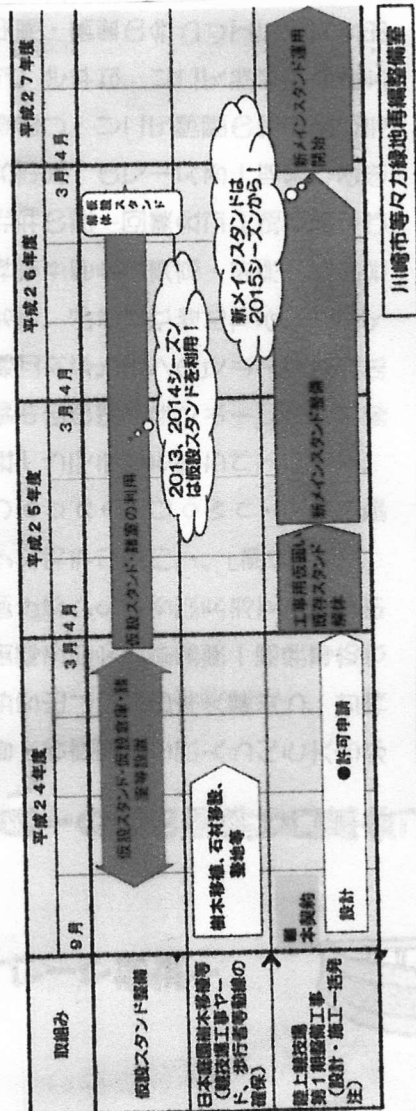 取組み
平成24年度
平成25年度
平成26年度
平成27年度
9月
3月
4月
3月
4月
3月
4月
仮設スタンド整備
仮設スタンド・仮設倉庫・諸
室等設置
仮設スタンド・諸室の利用
仮設スタンド
解体
2013、2014シーズン
は仮設スタンドを利用！
日本庭園樹木移植等
（競技場工事ヤー
ド、歩行者等動線の
確保）
樹木移植、石材移設、
整地等
新メインスタンドは
2015シーズンから！
陸上競技場
第1期整備工事
（設計・施工一括発
注）
■
本契約
設計
●許可申請
工事用仮囲い
既存スタンド
解体
新メインスタンド整備
新メインスタンド運用
開始
川崎市等々力緑地再編整備室